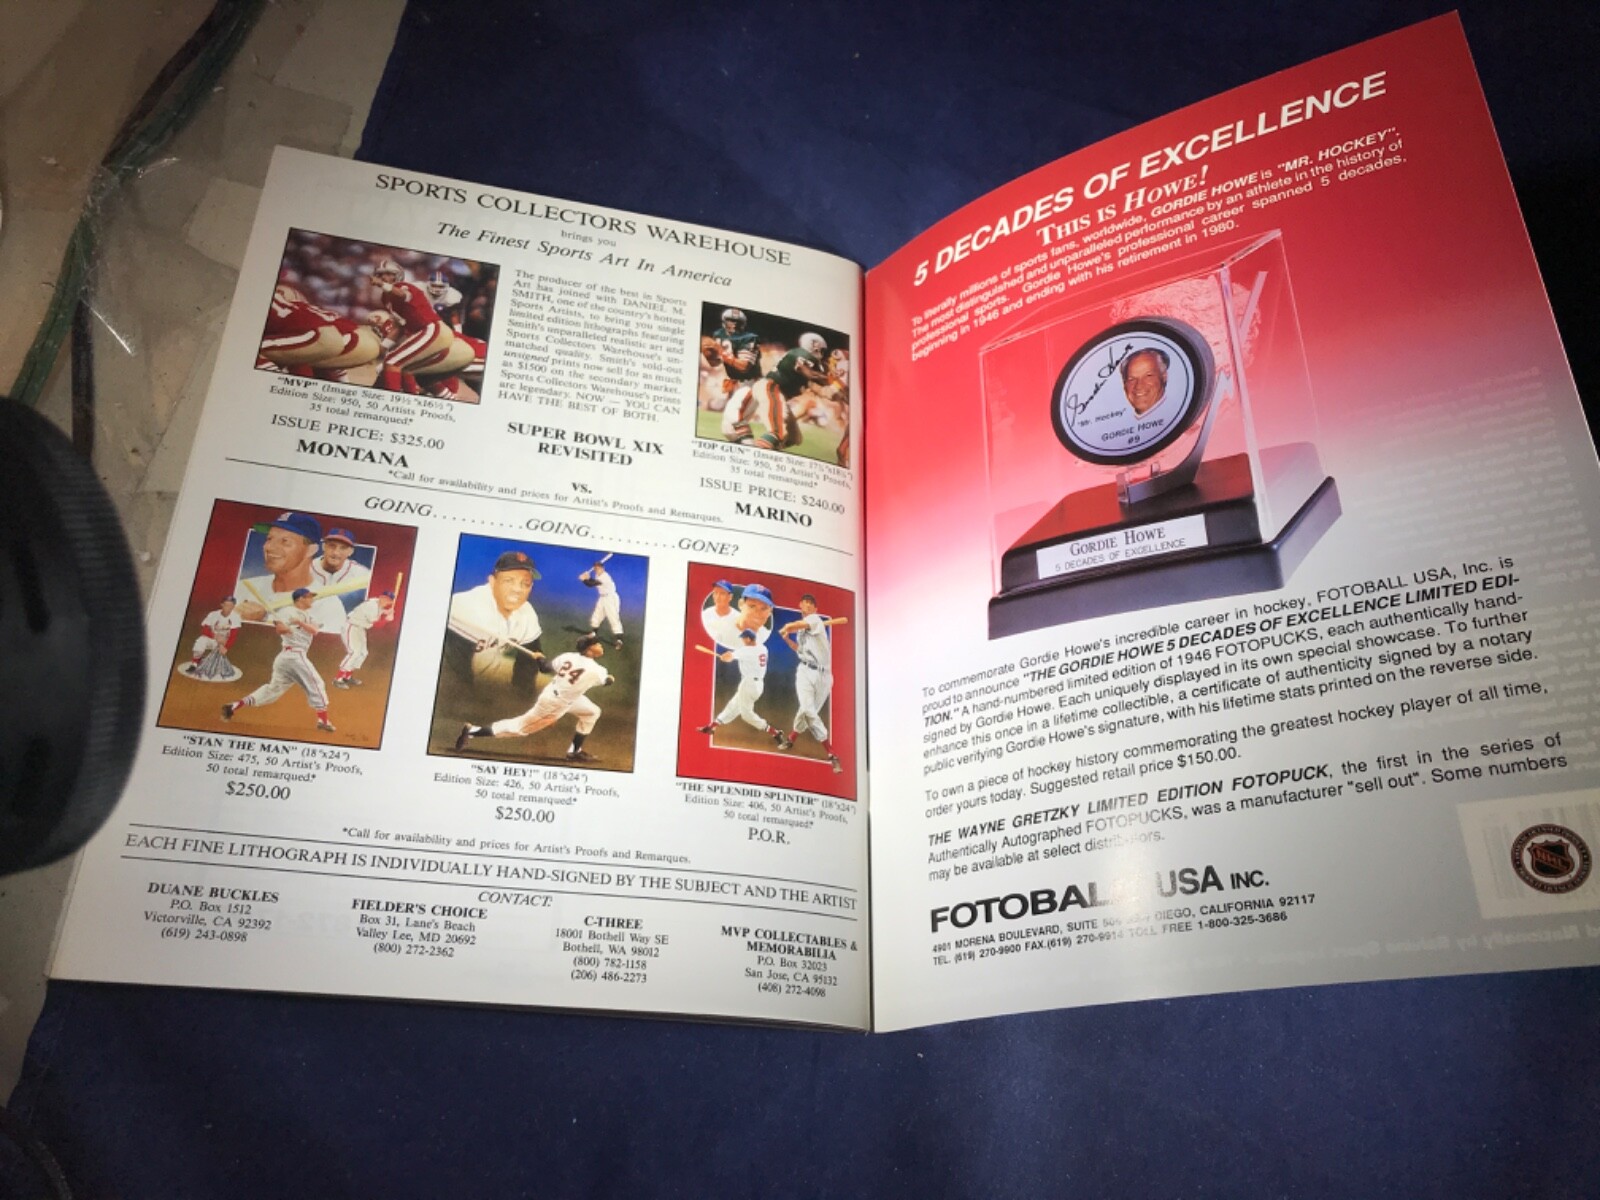 SPORTS COLLECTORS WAREHOUSE
brings you
The Finest Sports Art In America
The producer of the best in Sports
Art has joined with DANIEL M.
SMITH, one of the country's hottest
Sports Artists, to bring you single
limited edition lithographs featuring
Smith's unparalleled realistic art and
Sports Collectors Warehouse's un-
matched quality. Smith's sold-out
unsigned prints now sell for as much
as $1500 on the secondary market.
Sports Collectors Warehouse's prints
are legendary. NOW — YOU CAN
HAVE THE BEST OF BOTH.
"MVP" (Image Size: 19½"x16½")
Edition Size: 950, 50 Artists Proofs,
35 total remarqued*
ISSUE PRICE: $325.00
MONTANA
SUPER BOWL XIX
REVISITED
vs.
"TOP GUN" (Image Size:
Edition Size: 950, 50 Artist's Proofs,
35 total remarqued*
ISSUE PRICE: $240.00
MARINO
*Call for availability and prices for Artist's Proofs and Remarques.
GOING..........GOING..........GONE?
24
9
"STAN THE MAN" (18"x24")
Edition Size: 475, 50 Artist's Proofs,
50 total remarqued*
$250.00
"SAY HEY!" (18"x24")
Edition Size: 426, 50 Artist's Proofs,
50 total remarqued*
$250.00
"THE SPLENDID SPLINTER" (18"x24")
Edition Size: 406, 50 Artist's Proofs,
50 total remarqued*
P.O.R.
*Call for availability and prices for Artist's Proofs and Remarques.
EACH FINE LITHOGRAPH IS INDIVIDUALLY HAND-SIGNED BY THE SUBJECT AND THE ARTIST
CONTACT:
DUANE BUCKLES
P.O. Box 1512
Victorville, CA 92392
(619) 243-0898
FIELDER'S CHOICE
Box 31, Lane's Beach
Valley Lee, MD 20692
(800) 272-2362
C-THREE
18001 Bothell Way SE
Bothell, WA 98012
(800) 782-1158
(206) 486-2273
MVP COLLECTABLES &
MEMORABILIA
P.O. Box 32023
San Jose, CA 95132
(408) 272-4098
5 DECADES OF EXCELLENCE
THIS IS HOWE!
To literally millions of sports fans, worldwide, GORDIE HOWE is "MR. HOCKEY".
The most distinguished and unparalleled performance by an athlete in the history of
professional sports. Gordie Howe's professional career spanned 5 decades,
beginning in 1946 and ending with his retirement in 1980.
Gordie Howe
"Mr. Hockey"
GORDIE HOWE
#9
GORDIE HOWE
5 DECADES OF EXCELLENCE
To commemorate Gordie Howe's incredible career in hockey, FOTOBALL USA, Inc. is
proud to announce "THE GORDIE HOWE 5 DECADES OF EXCELLENCE LIMITED EDI-
TION." A hand-numbered limited edition of 1946 FOTOPUCKS, each authentically hand-
signed by Gordie Howe. Each uniquely displayed in its own special showcase. To further
enhance this once in a lifetime collectible, a certificate of authenticity signed by a notary
public verifying Gordie Howe's signature, with his lifetime stats printed on the reverse side.
To own a piece of hockey history commemorating the greatest hockey player of all time,
order yours today. Suggested retail price $150.00.
THE WAYNE GRETZKY LIMITED EDITION FOTOPUCK, the first in the series of
Authentically Autographed FOTOPUCKS, was a manufacturer "sell out". Some numbers
may be available at select distributors.
FOTOBALL USA INC.
4901 MORENA BOULEVARD, SUITE DIEGO, CALIFORNIA 92117
TEL. (619) 270-9900 FAX.(619) 270-9914 TOLL FREE 1-800-325-3686
NHL